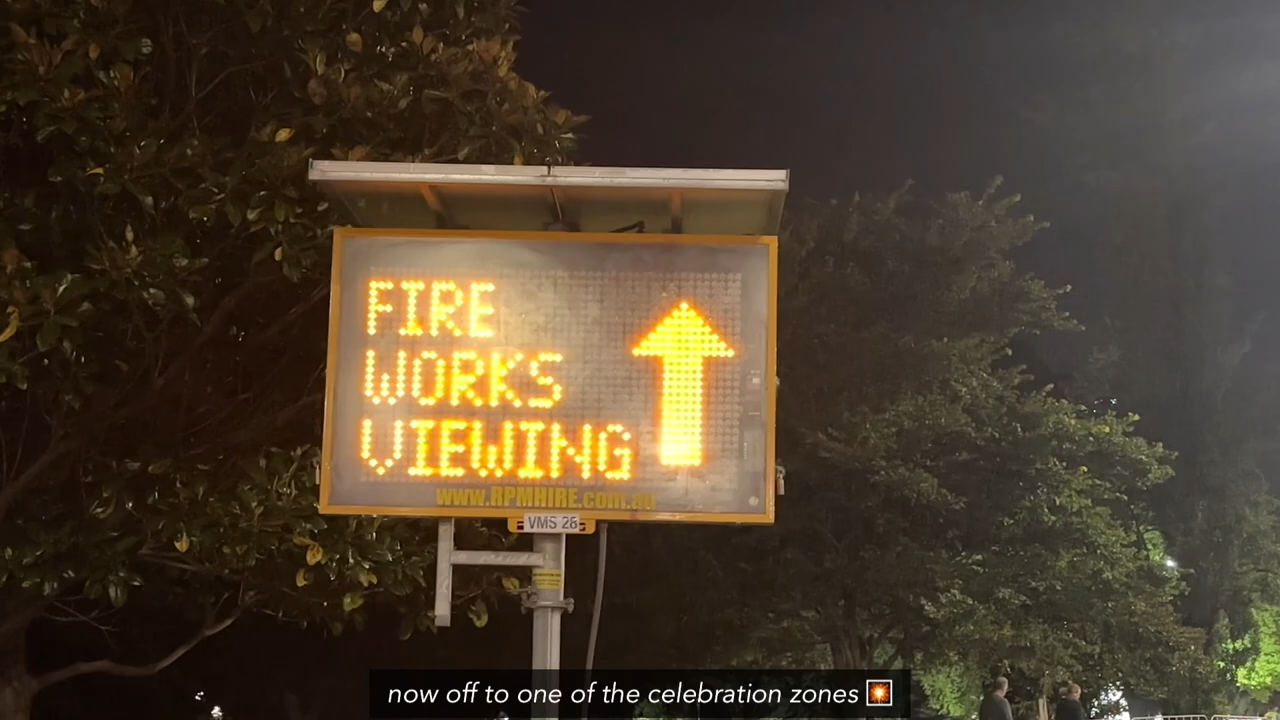 FIRE
WORKS
VIEWING
www.RPMHIRE.com.au
VMS 26
now off to one of the celebration zones 💥